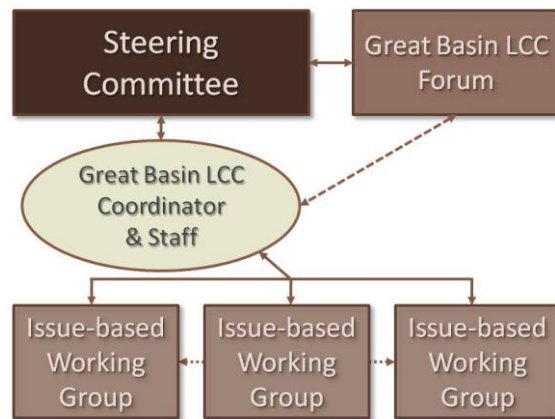 Steering
Committee
Great Basin LCC
Forum
Great Basin LCC
Coordinator
& Staff
Issue-based
Working
Group
Issue-based
Working
Group
Issue-based
Working
Group